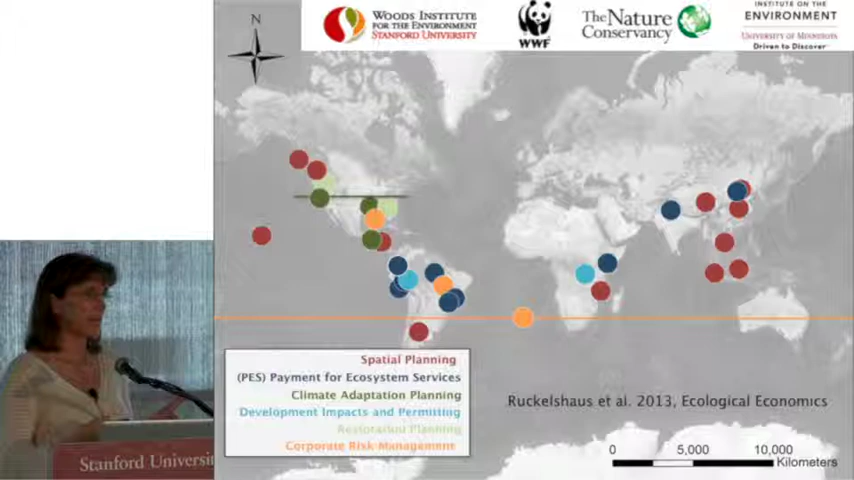 WOODS INSTITUTE
FOR THE ENVIRONMENT
STANFORD UNIVERSITY
WWF
The Nature
Conservancy
INSTITUTE ON THE
ENVIRONMENT
UNIVERSITY OF MINNESOTA
Driven to Discover
N
Spatial Planning
(PES) Payment for Ecosystem Services
Climate Adaptation Planning
Development Impacts and Permitting
Restoration Planning
Corporate Risk Management
Ruckelshaus et al. 2013, Ecological Economics
0 5,000 10,000
Kilometers
Stanford Universit